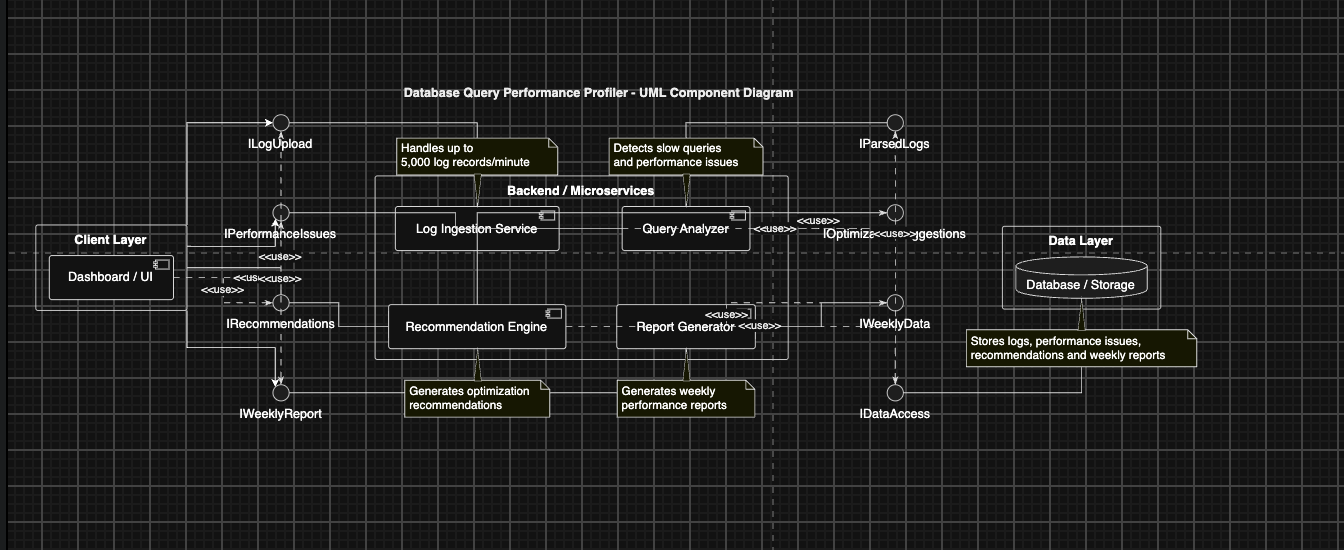 Database Query Performance Profiler - UML Component Diagram
ILogUpload
Handles up to
5,000 log records/minute
Detects slow queries
and performance issues
IParsedLogs
Backend / Microservices
Client Layer
Dashboard / UI
IPerformanceIssues
Log Ingestion Service
Query Analyzer
<<use>>
<<use>>
<<use>>
Data Layer
Database / Storage
<<use>>
<<use>>
<<use>>
IRecommendations
Recommendation Engine
Report Generator
<<use>>
<<use>>
IWeeklyData
Stores logs, performance issues,
recommendations and weekly reports
IWeeklyReport
Generates optimization
recommendations
Generates weekly
performance reports
IDataAccess